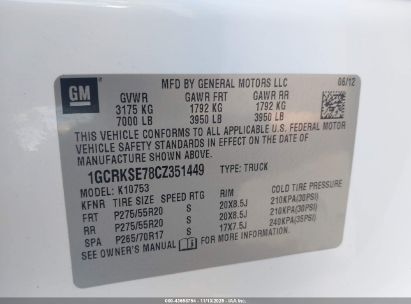 GM
MFD BY GENERAL MOTORS LLC 06/12
GVWR GAWR FRT GAWR RR
3175 KG 1792 KG 1792 KG
7000 LB 3950 LB 3950 LB
THIS VEHICLE CONFORMS TO ALL APPLICABLE U.S. FEDERAL MOTOR
VEHICLE SAFETY STANDARDS IN EFFECT ON THE DATE OF
MANUFACTURE SHOWN ABOVE.
1GCRKSE78CZ351449 TYPE: TRUCK
MODEL: K10753
KFNR TIRE SIZE SPEED RTG RIM COLD TIRE PRESSURE
FRT P275/55R20 S 20X8.5J 210KPA(30PSI)
RR P275/55R20 S 20X8.5J 210KPA(30PSI)
SPA P265/70R17 S 17X7.5J 240KPA(35PSI)
SEE OWNER'S MANUAL FOR ADDITIONAL INFORMATION.